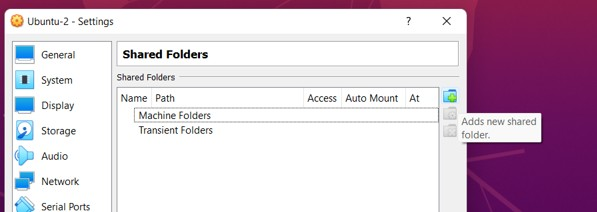 Ubuntu-2 - Settings
?
General
System
Display
Storage
Audio
Network
Serial Ports
Shared Folders
Shared Folders
Name Path Access Auto Mount At
Machine Folders
Transient Folders
Adds new shared
folder.